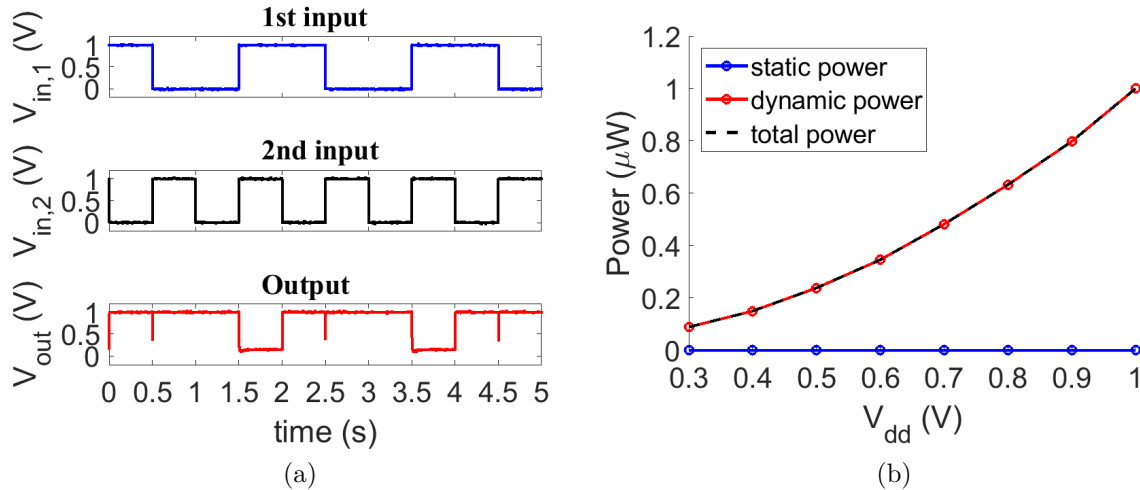 1st input
V_in,1 (V)
1
0.5
0
2nd input
V_in,2 (V)
1
0.5
0
Output
V_out (V)
1
0.5
0
0 0.5 1 1.5 2 2.5 3 3.5 4 4.5 5
time (s)
(a)
1.2
1
0.8
0.6
0.4
0.2
0
Power (μW)
static power
dynamic power
total power
0.3 0.4 0.5 0.6 0.7 0.8 0.9 1
V_dd (V)
(b)